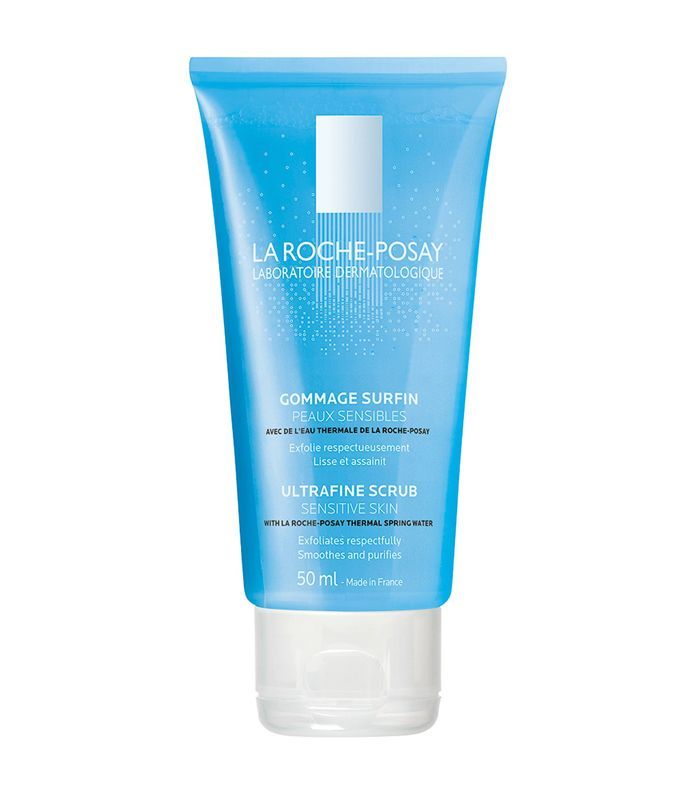 LA ROCHE-POSAY
LABORATOIRE DERMATOLOGIQUE
GOMMAGE SURFIN
PEAUX SENSIBLES
AVEC DE L'EAU THERMALE DE LA ROCHE-POSAY
Exfolie respectueusement
Lisse et assainit
ULTRAFINE SCRUB
SENSITIVE SKIN
WITH LA ROCHE-POSAY THERMAL SPRING WATER
Exfoliates respectfully
Smoothes and purifies
50 ml - Made in France